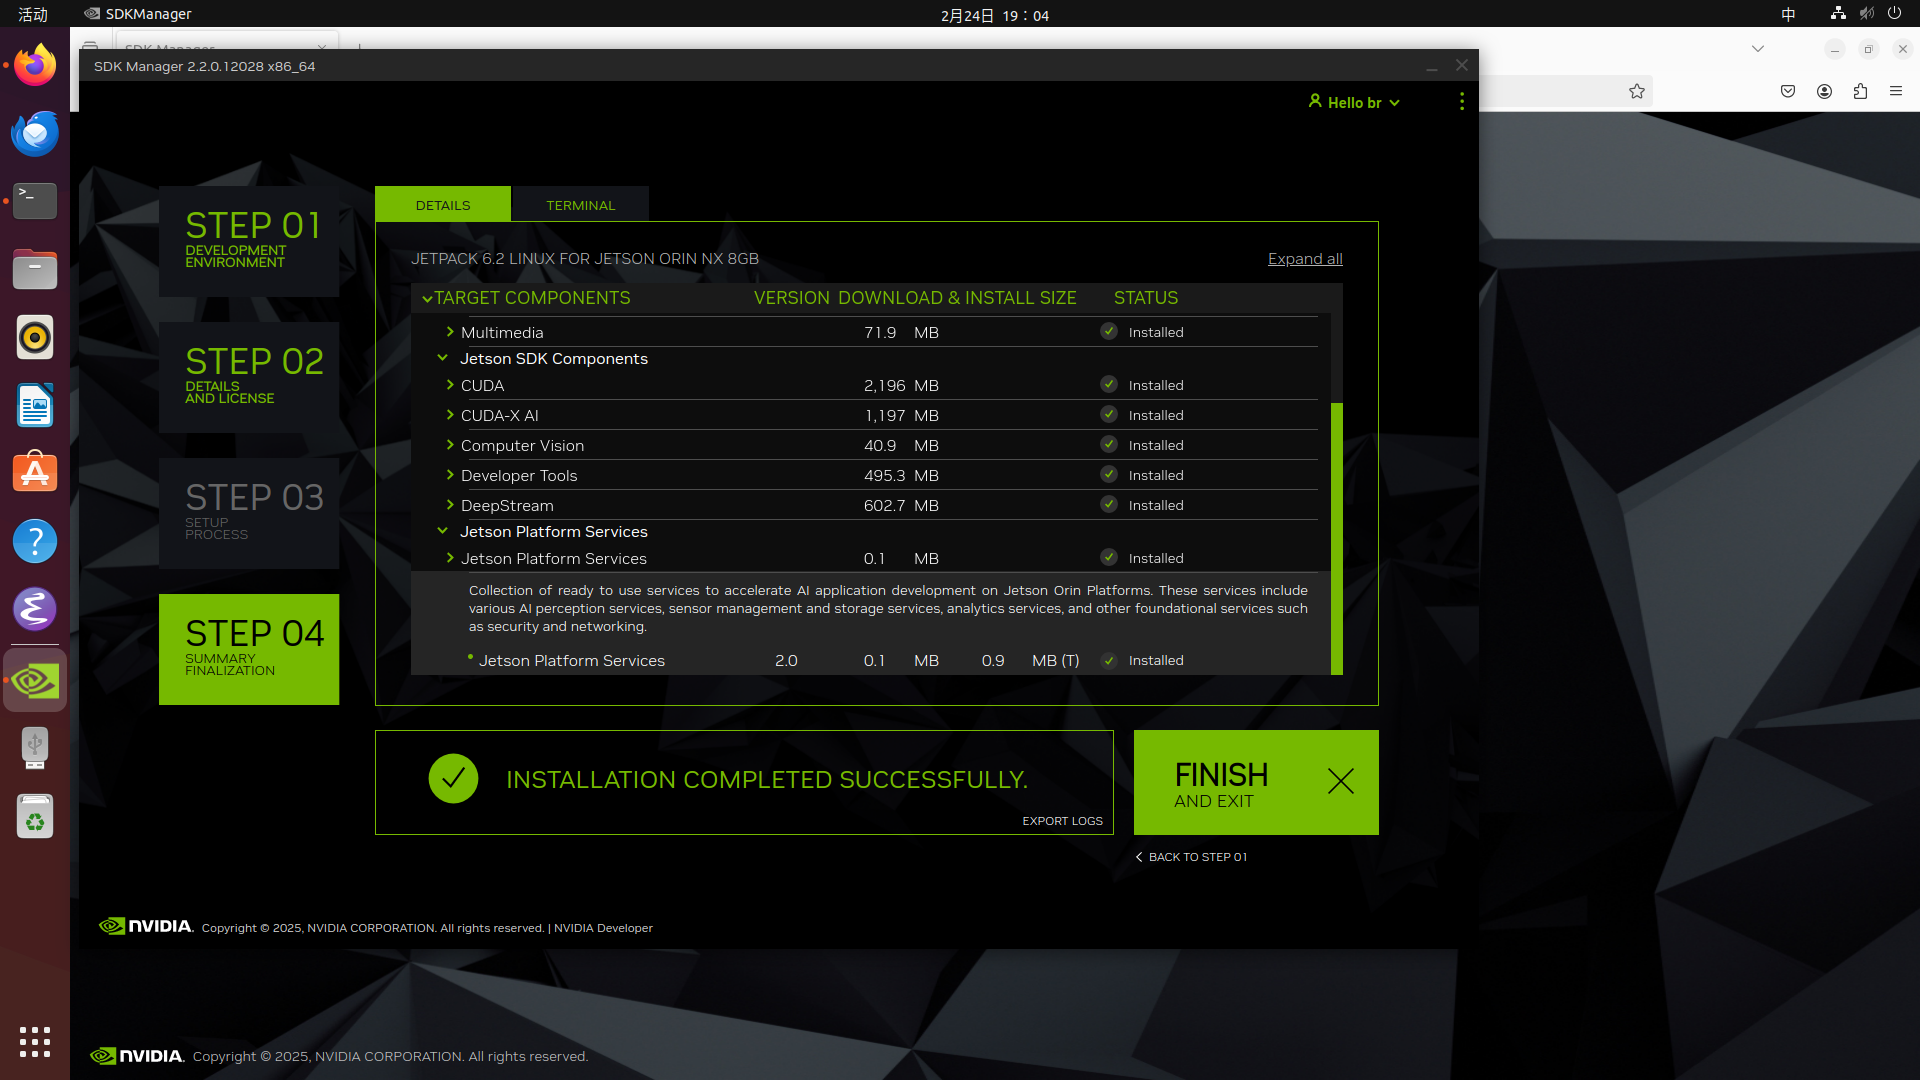 活动
SDKManager
2月24日 19：04
中
SDK Manager
SDK Manager 2.2.0.12028 x86_64
Hello br
STEP 01
DEVELOPMENT
ENVIRONMENT
STEP 02
DETAILS
AND LICENSE
STEP 03
SETUP
PROCESS
STEP 04
SUMMARY
FINALIZATION
DETAILS
TERMINAL
JETPACK 6.2 LINUX FOR JETSON ORIN NX 8GB
Expand all
TARGET COMPONENTS VERSION DOWNLOAD & INSTALL SIZE STATUS
Multimedia 71.9 MB Installed
Jetson SDK Components
CUDA 2,196 MB Installed
CUDA-X AI 1,197 MB Installed
Computer Vision 40.9 MB Installed
Developer Tools 495.3 MB Installed
DeepStream 602.7 MB Installed
Jetson Platform Services
Jetson Platform Services 0.1 MB Installed
Collection of ready to use services to accelerate AI application development on Jetson Orin Platforms. These services include
various AI perception services, sensor management and storage services, analytics services, and other foundational services such
as security and networking.
Jetson Platform Services 2.0 0.1 MB 0.9 MB (T) Installed
INSTALLATION COMPLETED SUCCESSFULLY.
EXPORT LOGS
FINISH
AND EXIT
BACK TO STEP 01
NVIDIA. Copyright © 2025, NVIDIA CORPORATION. All rights reserved. | NVIDIA Developer
NVIDIA. Copyright © 2025, NVIDIA CORPORATION. All rights reserved.